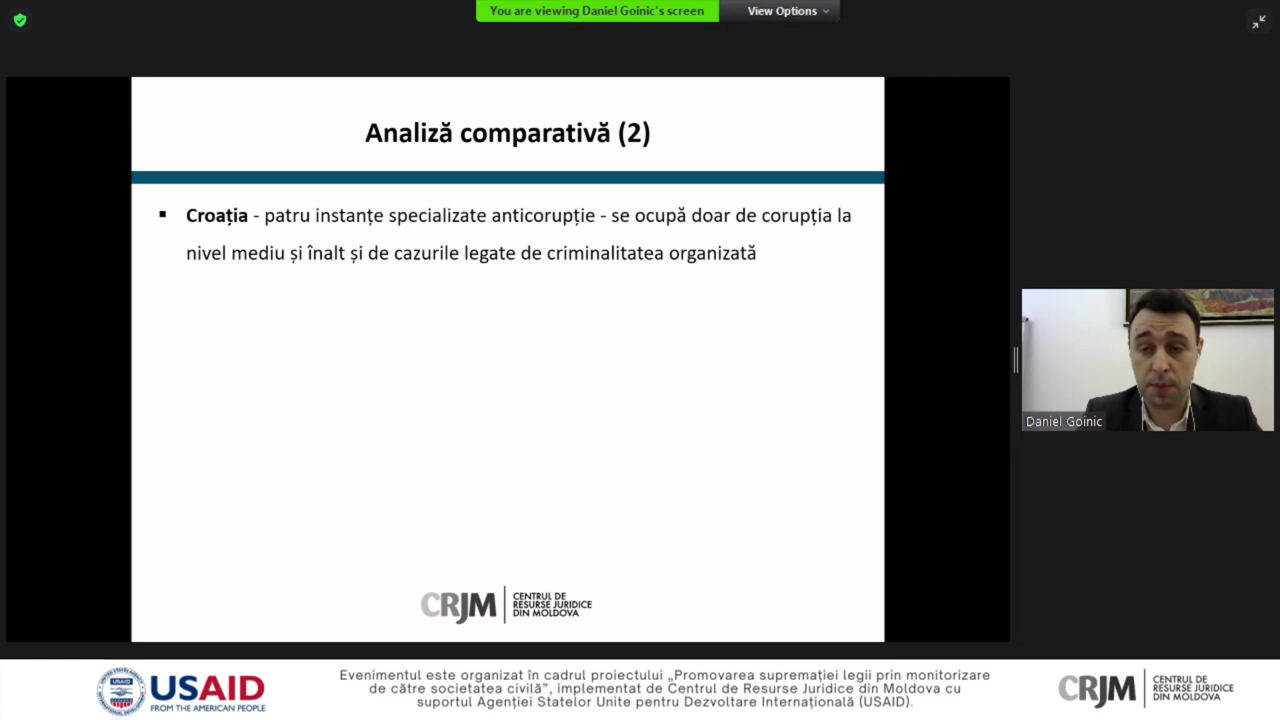 You are viewing Daniel Goinic's screen
View Options
Analiză comparativă (2)
▪ Croația - patru instanțe specializate anticorupție - se ocupă doar de corupția la
nivel mediu și înalt și de cazurile legate de criminalitatea organizată
Daniel Goinic
CRJM
CENTRUL DE
RESURSE JURIDICE
DIN MOLDOVA
USAID
USAID
FROM THE AMERICAN PEOPLE
Evenimentul este organizat în cadrul proiectului „Promovarea supremației legii prin monitorizare
de către societatea civilă”, implementat de Centrul de Resurse Juridice din Moldova cu
suportul Agenției Statelor Unite pentru Dezvoltare Internațională (USAID).
CRJM
CENTRUL DE
RESURSE JURIDICE
DIN MOLDOVA